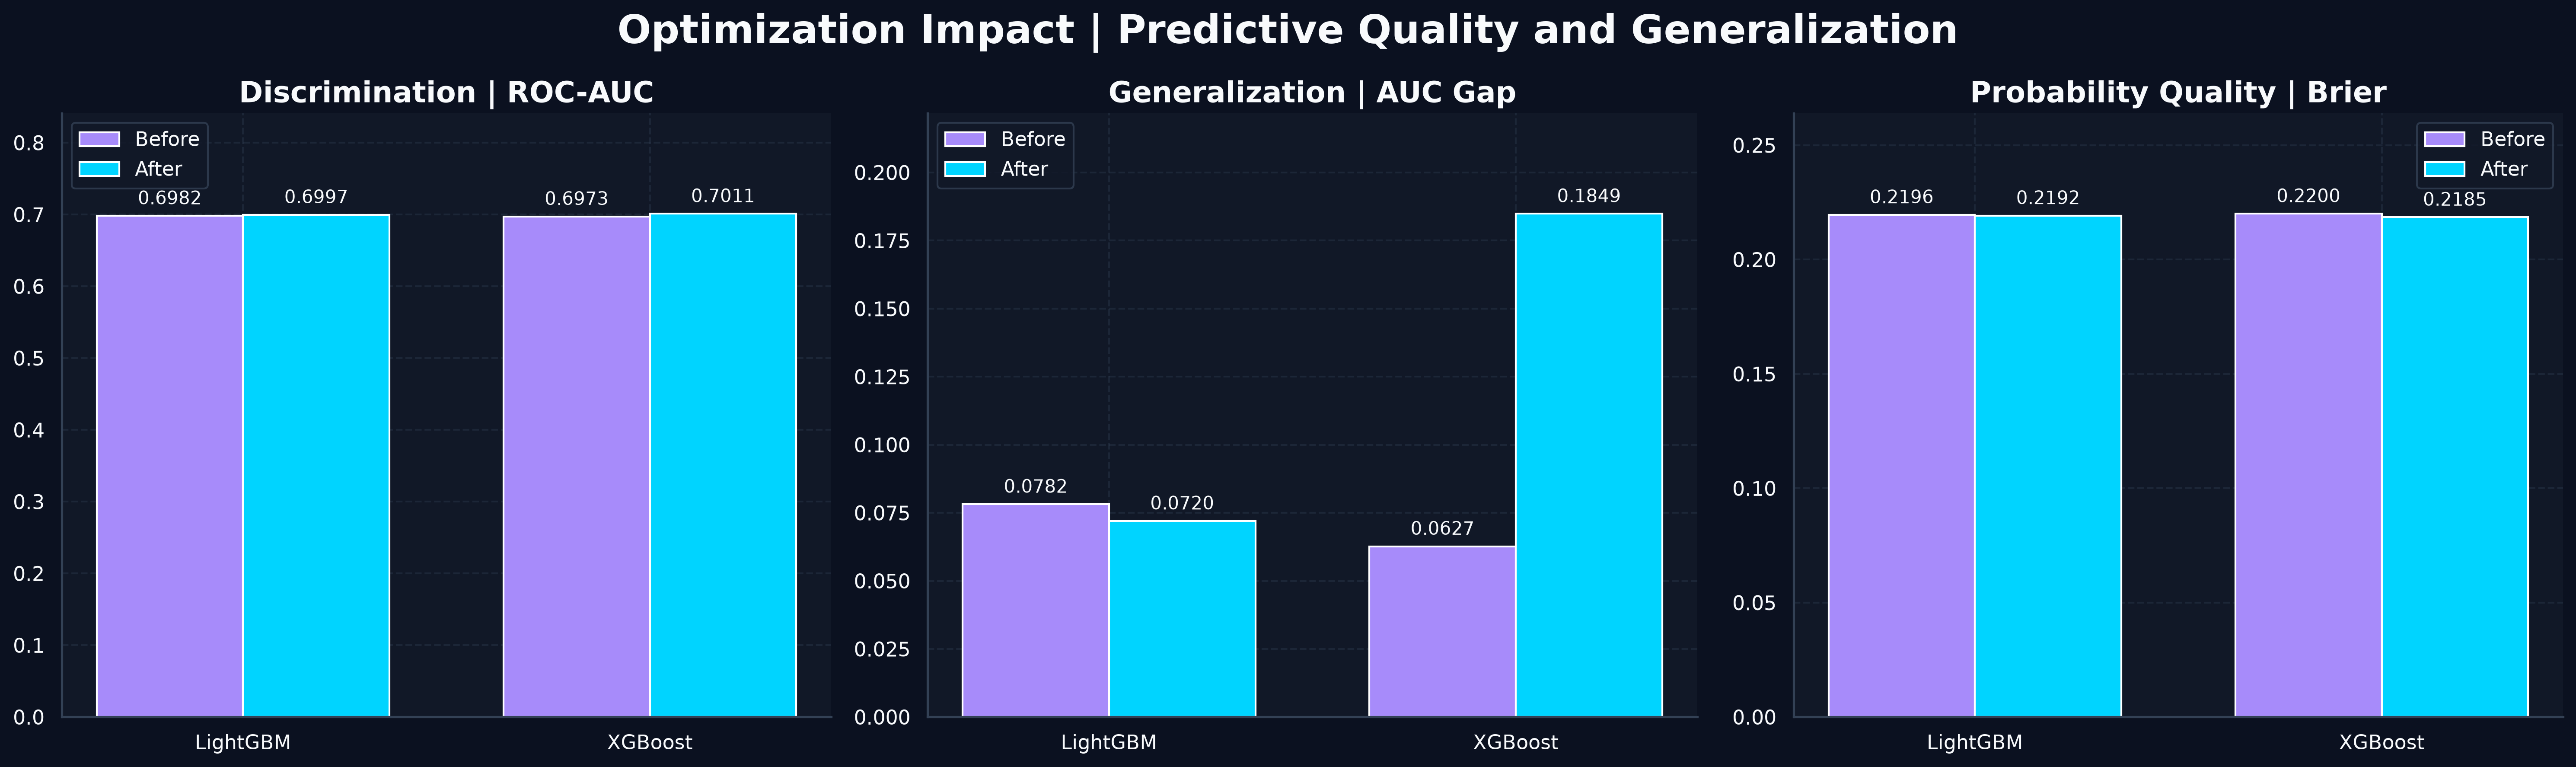 Optimization Impact | Predictive Quality and Generalization
Discrimination | ROC-AUC
Before
After
0.8
0.7
0.6
0.5
0.4
0.3
0.2
0.1
0.0
0.6982
0.6997
0.6973
0.7011
LightGBM
XGBoost
Generalization | AUC Gap
Before
After
0.200
0.175
0.150
0.125
0.100
0.075
0.050
0.025
0.000
0.0782
0.0720
0.0627
0.1849
LightGBM
XGBoost
Probability Quality | Brier
Before
After
0.25
0.20
0.15
0.10
0.05
0.00
0.2196
0.2192
0.2200
0.2185
LightGBM
XGBoost